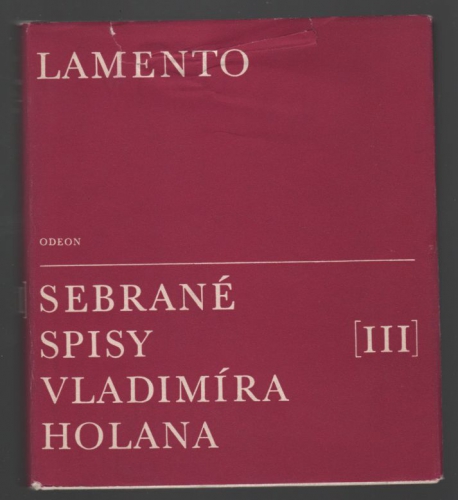 LAMENTO
ODEON
SEBRANÉ
SPISY [III]
VLADIMÍRA
HOLANA